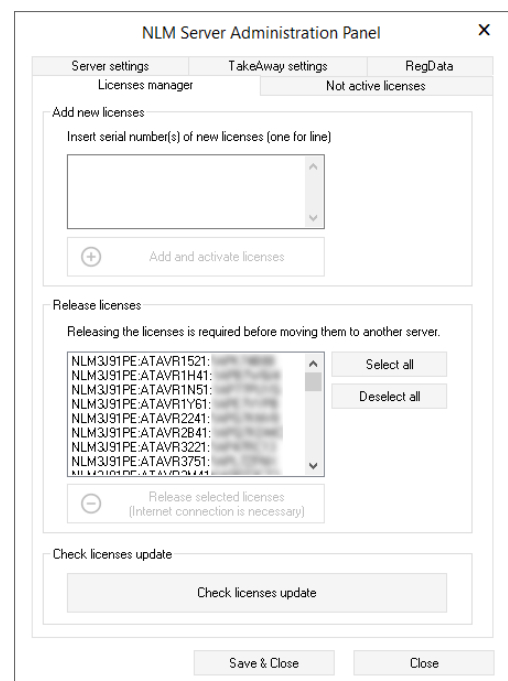 NLM Server Administration Panel
Server settings
TakeAway settings
RegData
Licenses manager
Not active licenses
Add new licenses
Insert serial number(s) of new licenses (one for line)
Add and activate licenses
Release licenses
Releasing the licenses is required before moving them to another server.
NLM3J91PE:ATAVR1521:
NLM3J91PE:ATAVR1H41:
NLM3J91PE:ATAVR1N51:
NLM3J91PE:ATAVR1Y61:
NLM3J91PE:ATAVR2241:
NLM3J91PE:ATAVR2B41:
NLM3J91PE:ATAVR3221:
NLM3J91PE:ATAVR3751:
Select all
Deselect all
Release selected licenses
(Internet connection is necessary)
Check licenses update
Check licenses update
Save & Close
Close